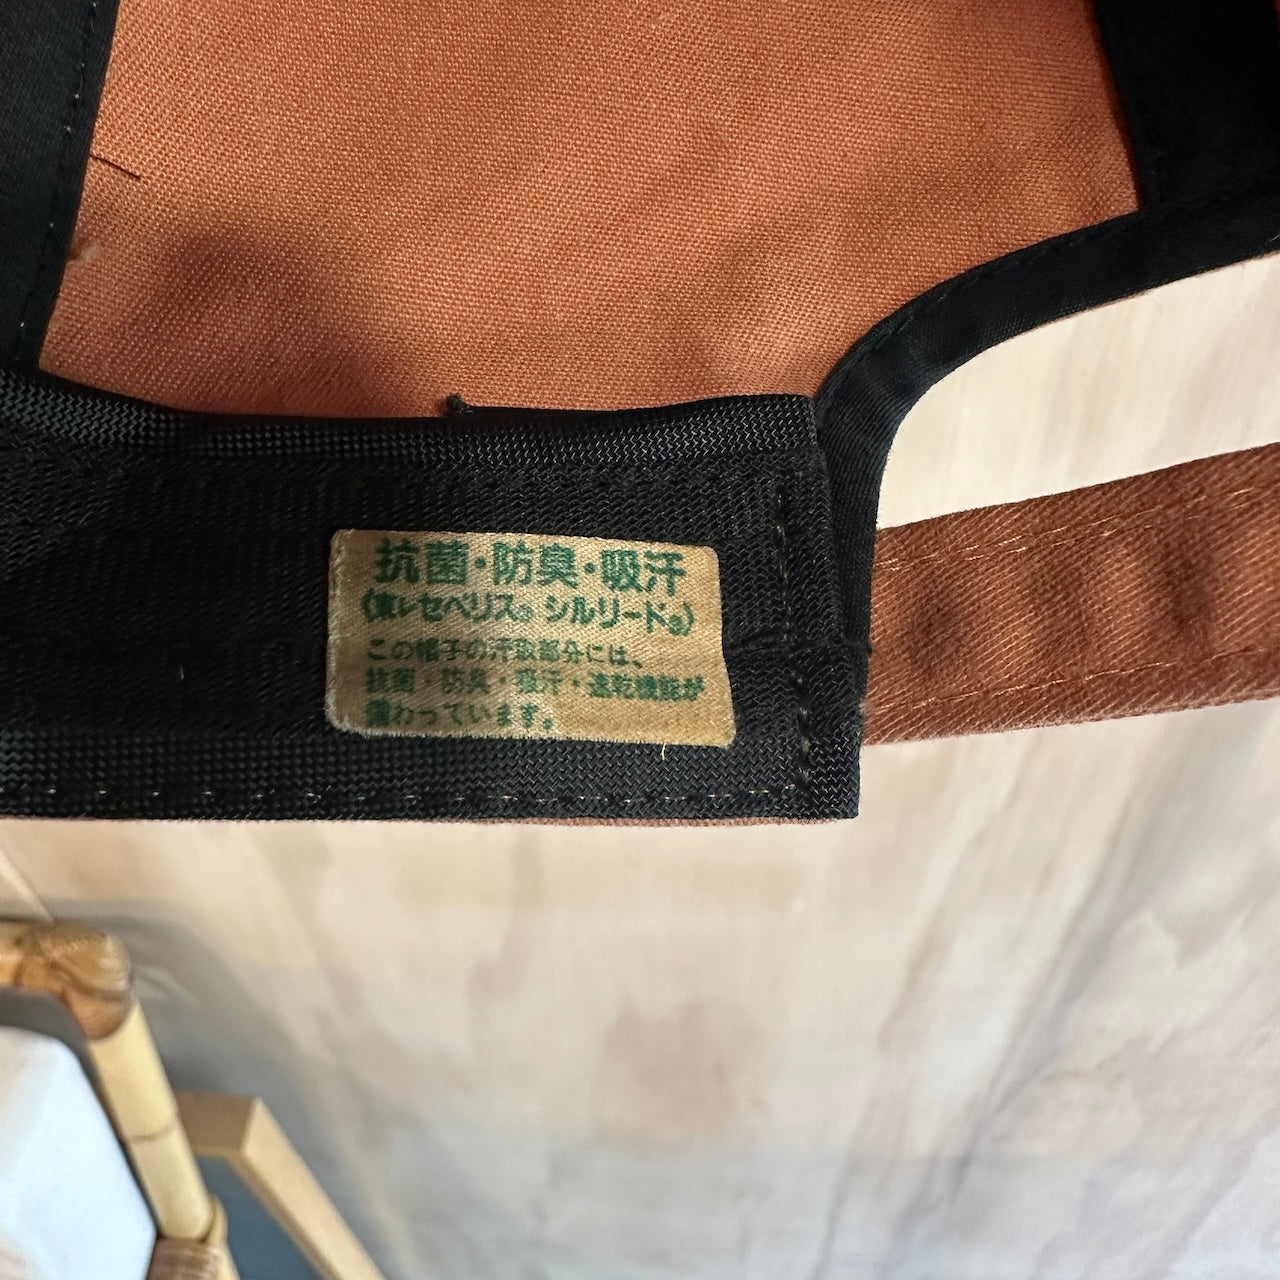 抗菌・防臭・吸汗
(東レセベリス® シルリード®)
この帽子の汗取部分には、
抗菌・防臭・吸汗・速乾機能が
備わっています。